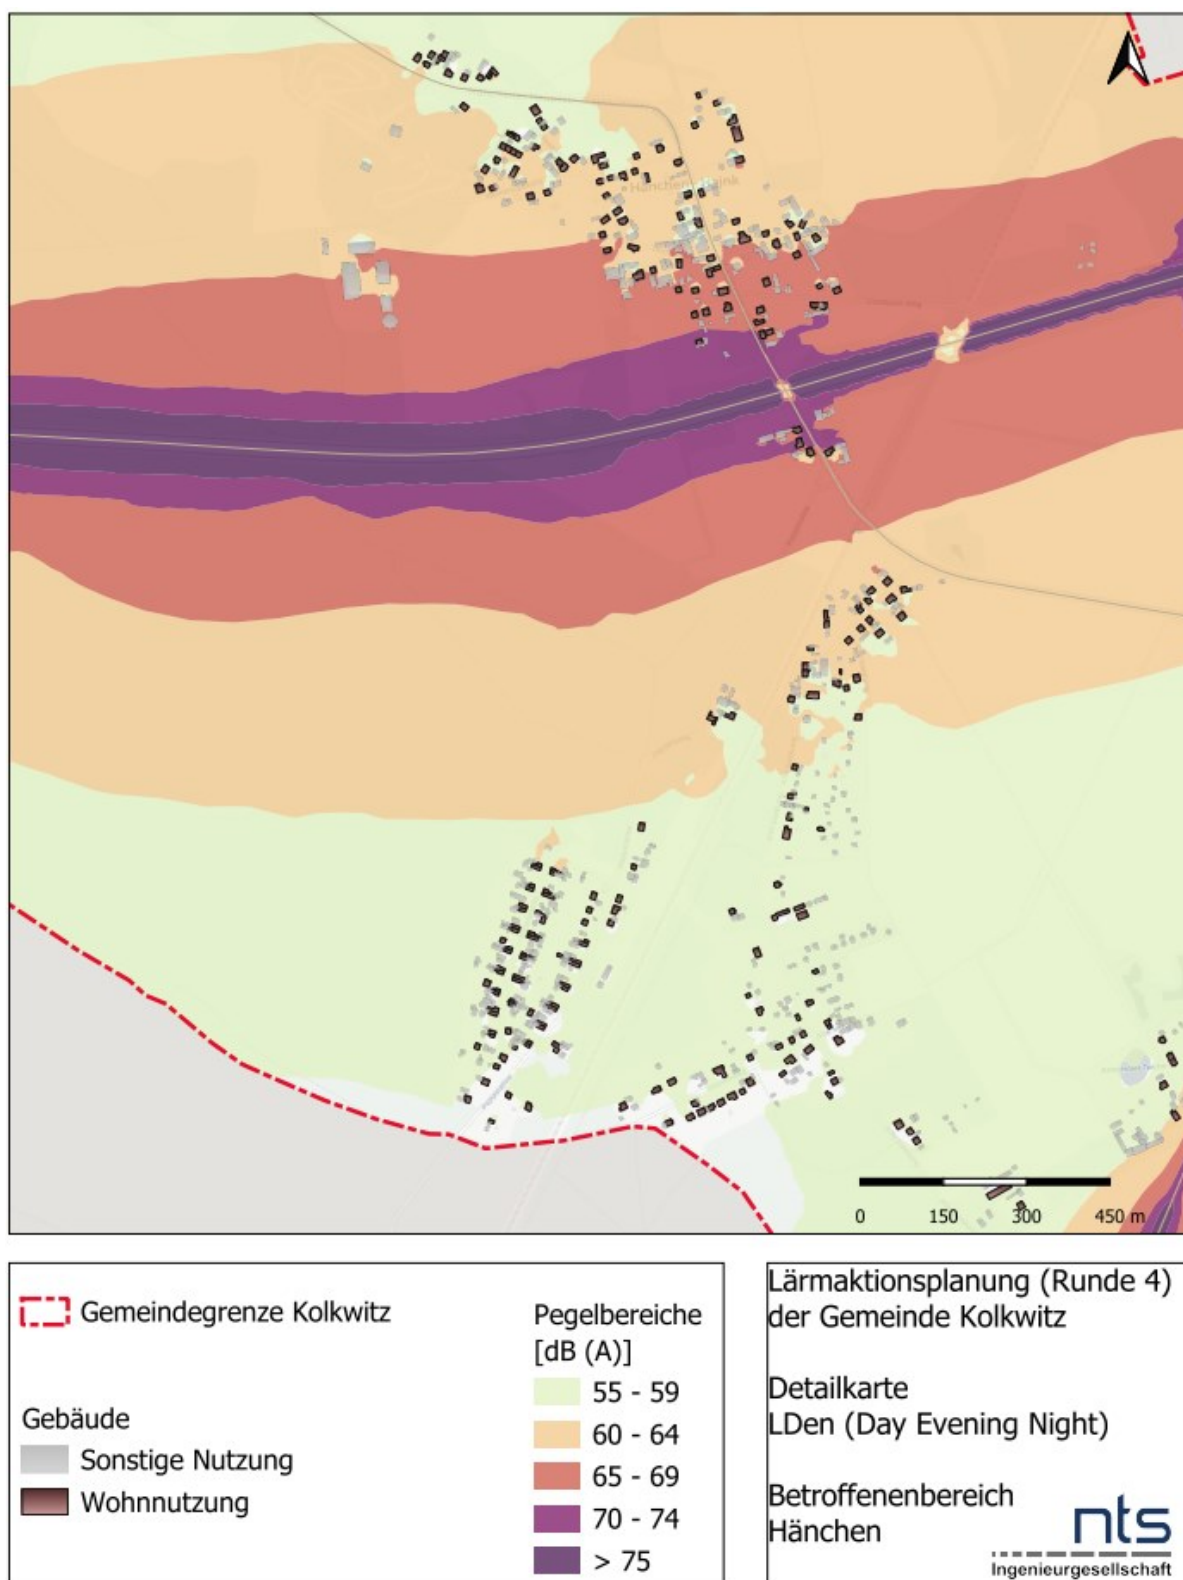 Hänchen
0 150 300 450 m
Gemeindegrenze Kolkwitz
Gebäude
Sonstige Nutzung
Wohnnutzung
Pegelbereiche
[dB (A)]
55 - 59
60 - 64
65 - 69
70 - 74
> 75
Lärmaktionsplanung (Runde 4)
der Gemeinde Kolkwitz
Detailkarte
LDen (Day Evening Night)
Betroffenenbereich
Hänchen
nts
Ingenieurgesellschaft